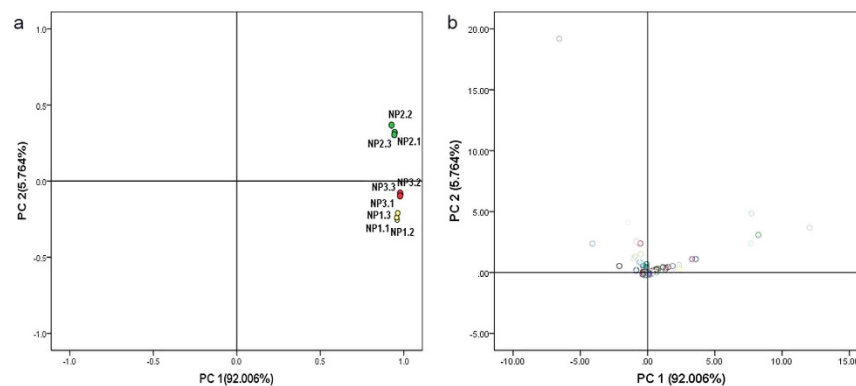 a
1.0
0.5
0.0
-0.5
-1.0
PC 2(5.764%)
NP2.2
NP2.3
NP2.1
NP3.3
NP3.2
NP3.1
NP1.3
NP1.1
NP1.2
-1.0
0.0
0.5
1.0
PC 1(92.006%)
b
20.00
15.00
10.00
5.00
.00
-5.00
PC 2 (5.764%)
-10.00
-5.00
.00
5.00
10.00
15.00
PC 1 (92.006%)